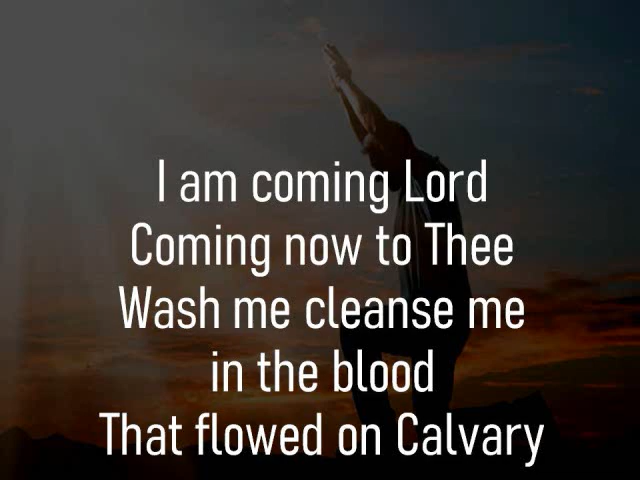 I am coming Lord
Coming now to Thee
Wash me cleanse me
in the blood
That flowed on Calvary